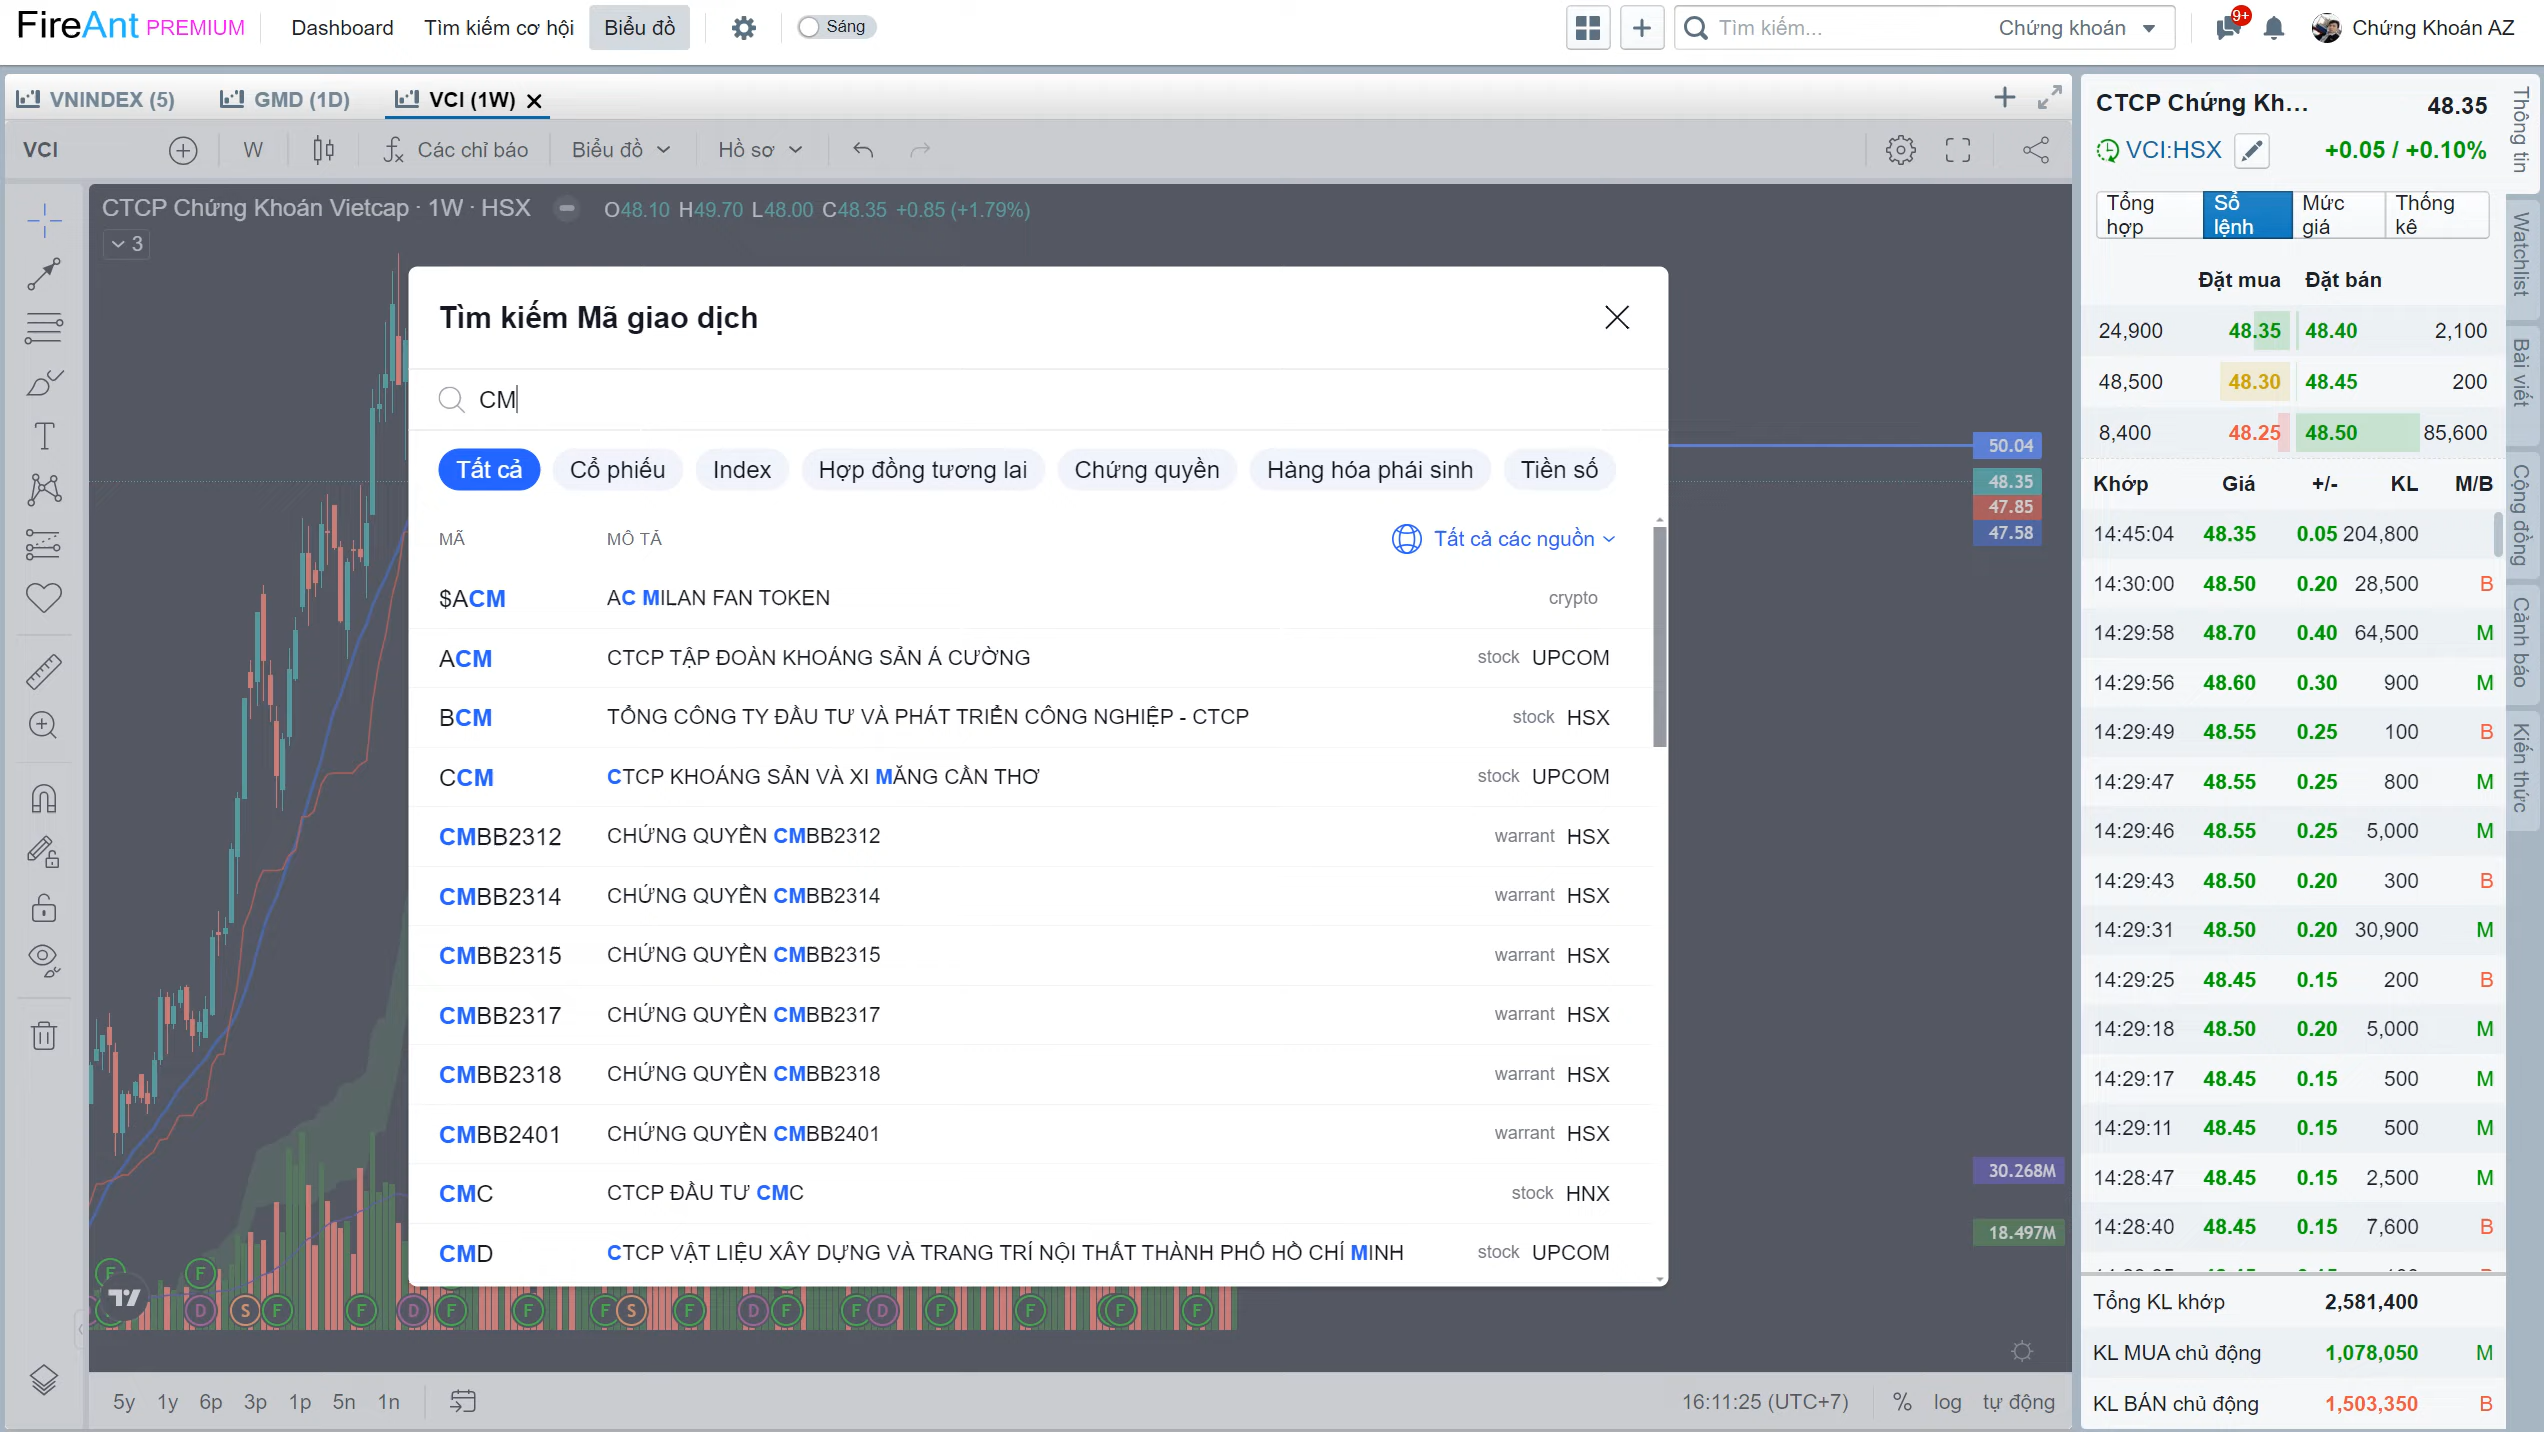 FireAnt PREMIUM Dashboard Tìm kiếm cơ hội Biểu đồ Sáng Tìm kiếm... Chứng khoán 9+ Chứng Khoán AZ
VNINDEX (5) GMD (1D) VCI (1W)
VCI W Các chỉ báo Biểu đồ Hồ sơ
CTCP Chứng Khoán Vietcap · 1W · HSX O48.10 H49.70 L48.00 C48.35 +0.85 (+1.79%)
3
Tìm kiếm Mã giao dịch
CM
Tất cả Cổ phiếu Index Hợp đồng tương lai Chứng quyền Hàng hóa phái sinh Tiền số
MÃ MÔ TẢ Tất cả các nguồn
$ACM AC MILAN FAN TOKEN crypto
ACM CTCP TẬP ĐOÀN KHOÁNG SẢN Á CƯỜNG stock UPCOM
BCM TỔNG CÔNG TY ĐẦU TƯ VÀ PHÁT TRIỂN CÔNG NGHIỆP - CTCP stock HSX
CCM CTCP KHOÁNG SẢN VÀ XI MĂNG CẦN THƠ stock UPCOM
CMBB2312 CHỨNG QUYỀN CMBB2312 warrant HSX
CMBB2314 CHỨNG QUYỀN CMBB2314 warrant HSX
CMBB2315 CHỨNG QUYỀN CMBB2315 warrant HSX
CMBB2317 CHỨNG QUYỀN CMBB2317 warrant HSX
CMBB2318 CHỨNG QUYỀN CMBB2318 warrant HSX
CMBB2401 CHỨNG QUYỀN CMBB2401 warrant HSX
CMC CTCP ĐẦU TƯ CMC stock HNX
CMD CTCP VẬT LIỆU XÂY DỰNG VÀ TRANG TRÍ NỘI THẤT THÀNH PHỐ HỒ CHÍ MINH stock UPCOM
50.04
48.35
47.85
47.58
30.268M
18.497M
F F
D S F F D F F F S F D F F D F F F F
5y 1y 6p 3p 1p 5n 1n 16:11:25 (UTC+7) % log tự động
CTCP Chứng Kh... 48.35
VCI:HSX +0.05 / +0.10%
Tổng hợp Sổ lệnh Mức giá Thống kê
Đặt mua Đặt bán
24,900 48.35 48.40 2,100
48,500 48.30 48.45 200
8,400 48.25 48.50 85,600
Khớp Giá +/- KL M/B
14:45:04 48.35 0.05 204,800
14:30:00 48.50 0.20 28,500 B
14:29:58 48.70 0.40 64,500 M
14:29:56 48.60 0.30 900 M
14:29:49 48.55 0.25 100 B
14:29:47 48.55 0.25 800 M
14:29:46 48.55 0.25 5,000 M
14:29:43 48.50 0.20 300 B
14:29:31 48.50 0.20 30,900 M
14:29:25 48.45 0.15 200 B
14:29:18 48.50 0.20 5,000 M
14:29:17 48.45 0.15 500 M
14:29:11 48.45 0.15 500 M
14:28:47 48.45 0.15 2,500 M
14:28:40 48.45 0.15 7,600 B
Tổng KL khớp 2,581,400
KL MUA chủ động 1,078,050 M
KL BÁN chủ động 1,503,350 B
Thông tin
Watchlist
Bài viết
Cộng đồng
Cảnh báo
Kiến thức